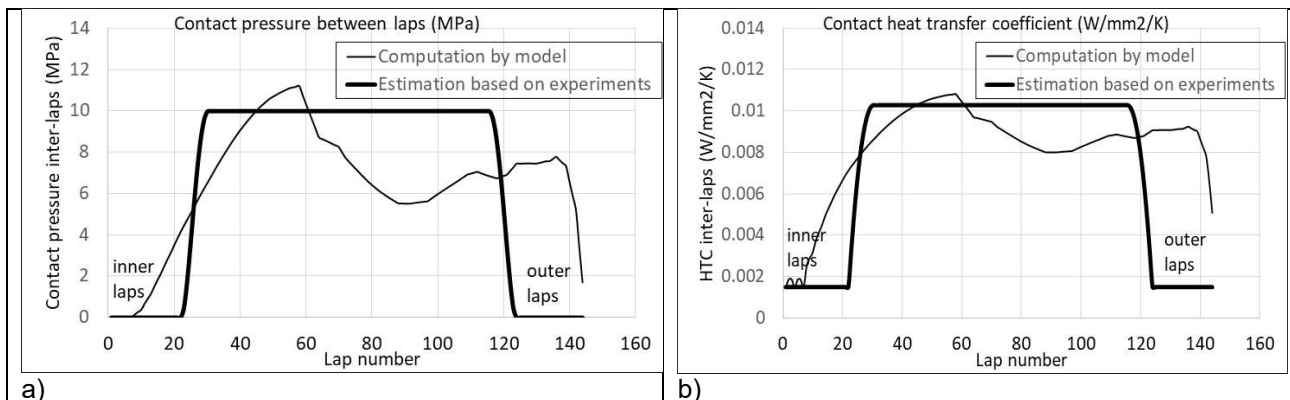 Contact pressure between laps (MPa)
14
12
10
8
6
4
2
0
Contact pressure inter-laps (MPa)
Computation by model
Estimation based on experiments
inner
laps
outer
laps
0 20 40 60 80 100 120 140 160
Lap number
a)
Contact heat transfer coefficient (W/mm2/K)
0.014
0.012
0.01
0.008
0.006
0.004
0.002
0
HTC inter-laps (W/mm2/K)
Computation by model
Estimation based on experiments
inner
laps
outer
laps
0 20 40 60 80 100 120 140 160
Lap number
b)